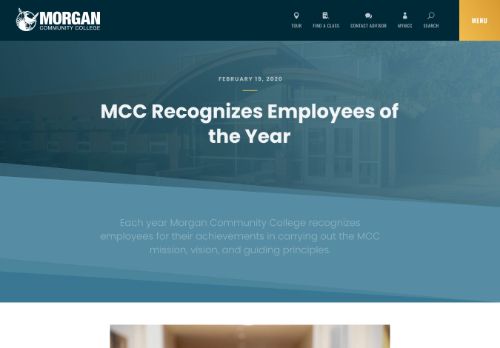 MORGAN
COMMUNITY COLLEGE
TOUR
FIND A CLASS
CONTACT ADVISOR
MYMCC
SEARCH
MENU
FEBRUARY 15, 2020
MCC Recognizes Employees of
the Year
Each year Morgan Community College recognizes
employees for their achievements in carrying out the MCC
mission, vision, and guiding principles.